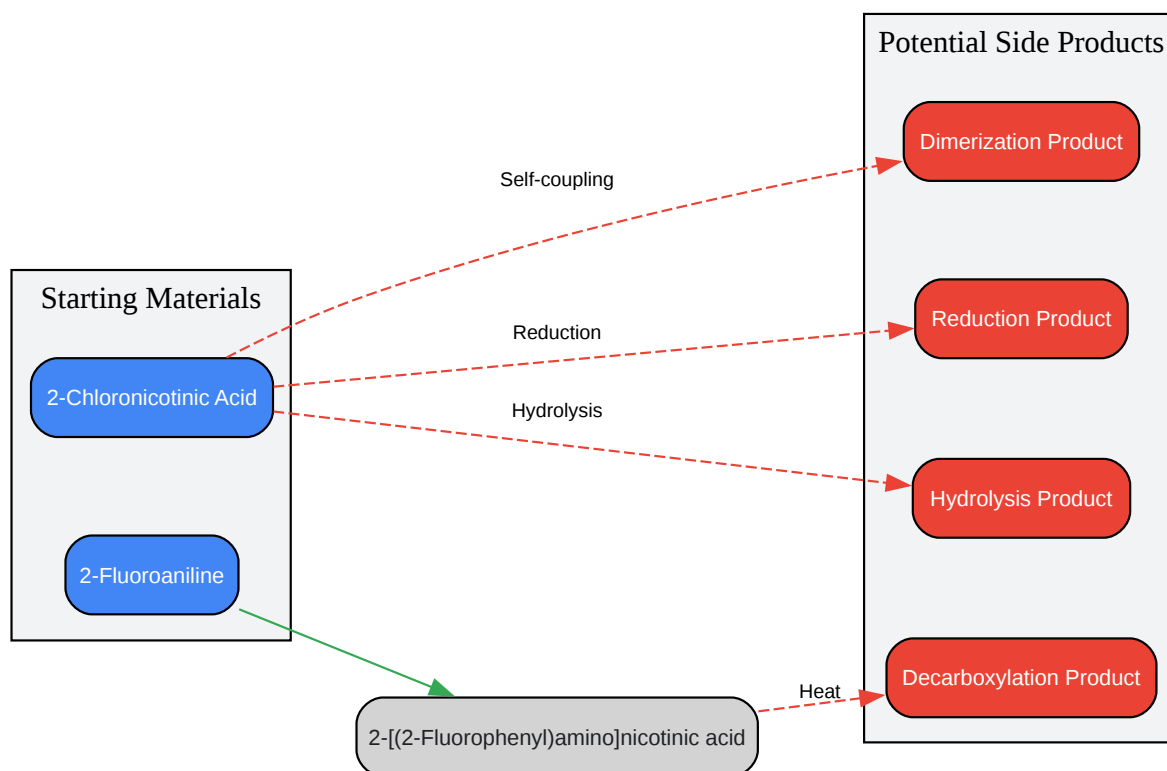 Potential Side Products
Dimerization Product
Self-coupling
Starting Materials
Reduction Product
Reduction
2-Chloronicotinic Acid
Hydrolysis
Hydrolysis Product
2-Fluoroaniline
Decarboxylation Product
Heat
2-[(2-Fluorophenyl)amino]nicotinic acid